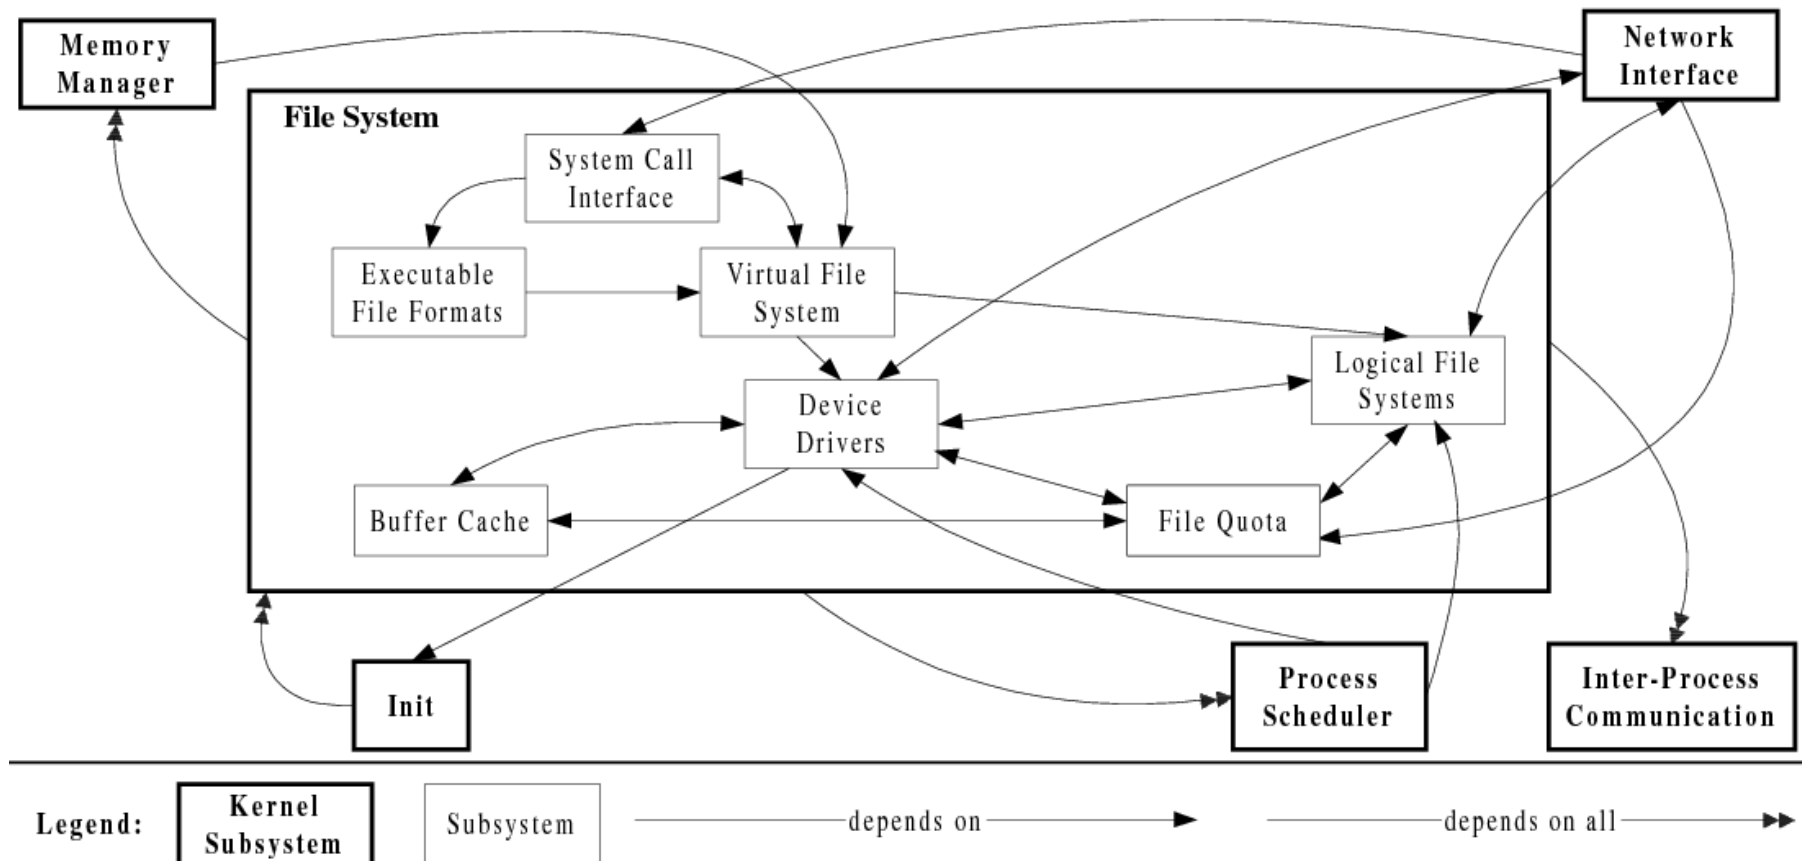 Memory
Manager
Network
Interface
File System
System Call
Interface
Executable
File Formats
Virtual File
System
Logical File
Systems
Device
Drivers
Buffer Cache
File Quota
Init
Process
Scheduler
Inter-Process
Communication
Legend:
Kernel
Subsystem
Subsystem
depends on
depends on all